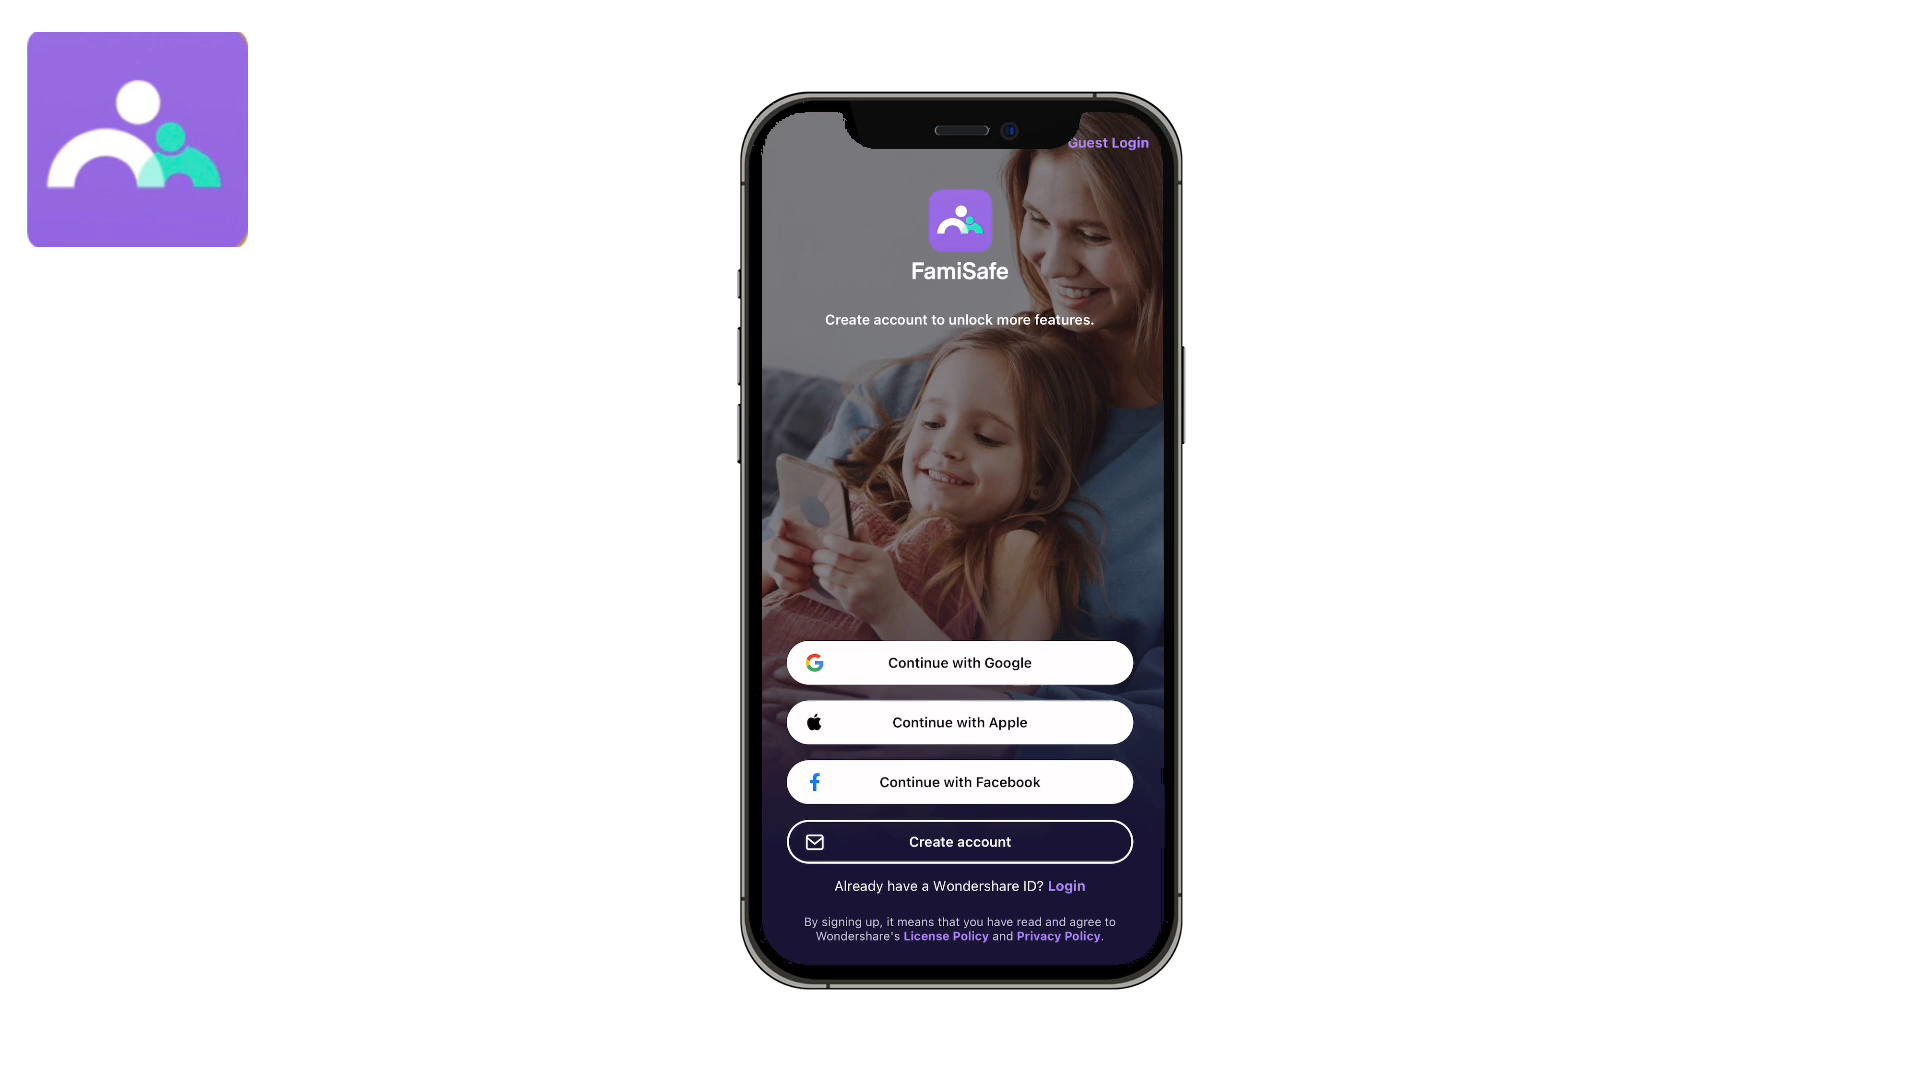 Guest Login
FamiSafe
Create account to unlock more features.
Continue with Google
Continue with Apple
Continue with Facebook
Create account
Already have a Wondershare ID? Login
By signing up, it means that you have read and agree to
Wondershare's License Policy and Privacy Policy.